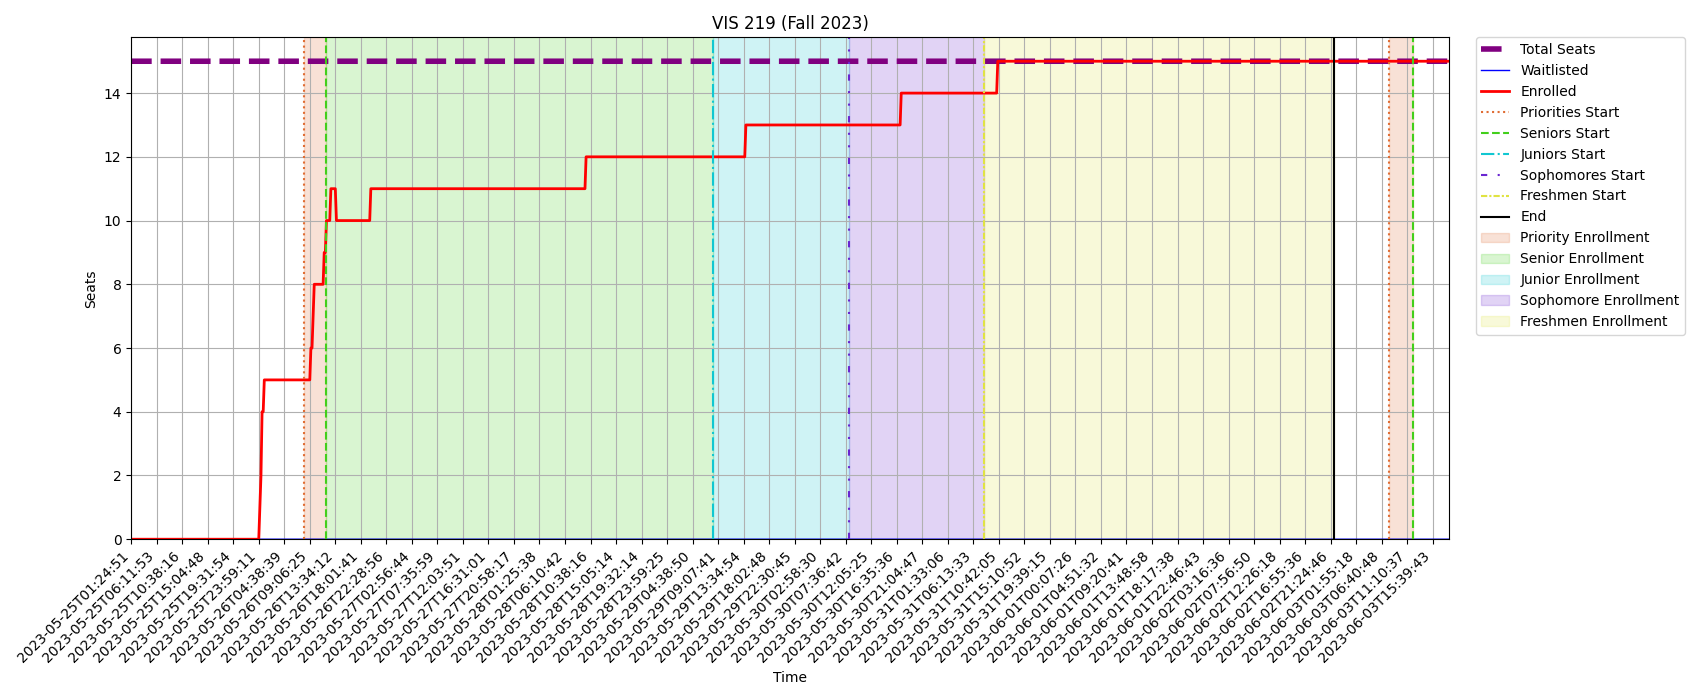 VIS 219 (Fall 2023)
Seats
14
12
10
8
6
4
2
0
2023-05-25T01:24:51
2023-05-25T06:11:53
2023-05-25T10:38:16
2023-05-25T15:04:48
2023-05-25T19:31:54
2023-05-25T23:59:11
2023-05-26T04:38:39
2023-05-26T09:06:25
2023-05-26T13:34:12
2023-05-26T18:01:41
2023-05-26T22:28:56
2023-05-27T02:56:44
2023-05-27T07:35:59
2023-05-27T12:03:51
2023-05-27T16:31:01
2023-05-27T20:58:17
2023-05-28T01:25:38
2023-05-28T06:10:42
2023-05-28T10:38:16
2023-05-28T15:05:14
2023-05-28T19:32:14
2023-05-28T23:59:25
2023-05-29T04:38:50
2023-05-29T09:07:41
2023-05-29T13:34:54
2023-05-29T18:02:48
2023-05-29T22:30:45
2023-05-30T02:58:30
2023-05-30T07:36:42
2023-05-30T12:05:25
2023-05-30T16:35:36
2023-05-30T21:04:47
2023-05-31T01:33:06
2023-05-31T06:13:33
2023-05-31T10:42:05
2023-05-31T15:10:52
2023-05-31T19:39:15
2023-06-01T00:07:26
2023-06-01T04:51:32
2023-06-01T09:20:41
2023-06-01T13:48:58
2023-06-01T18:17:38
2023-06-01T22:46:43
2023-06-02T03:16:36
2023-06-02T07:56:50
2023-06-02T12:26:18
2023-06-02T16:55:36
2023-06-02T21:24:46
2023-06-03T01:55:18
2023-06-03T06:40:48
2023-06-03T11:10:37
2023-06-03T15:39:43
Time
Total Seats
Waitlisted
Enrolled
Priorities Start
Seniors Start
Juniors Start
Sophomores Start
Freshmen Start
End
Priority Enrollment
Senior Enrollment
Junior Enrollment
Sophomore Enrollment
Freshmen Enrollment